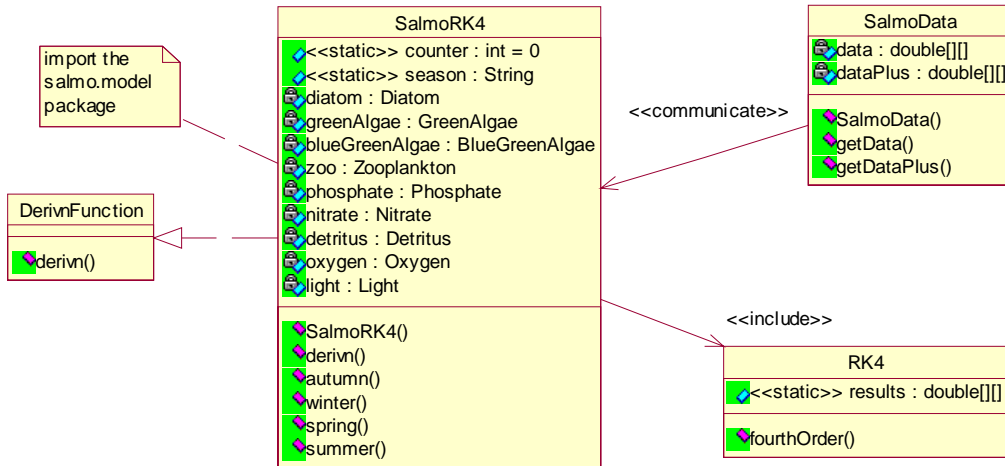 import the
salmo.model
package
DerivnFunction
derivn()
SalmoRK4
<<static>> counter : int = 0
<<static>> season : String
diatom : Diatom
greenAlgae : GreenAlgae
blueGreenAlgae : BlueGreenAlgae
zoo : Zooplankton
phosphate : Phosphate
nitrate : Nitrate
detritus : Detritus
oxygen : Oxygen
light : Light
SalmoRK4()
derivn()
autumn()
winter()
spring()
summer()
<<communicate>>
SalmoData
data : double[][]
dataPlus : double[][]
SalmoData()
getData()
getDataPlus()
<<include>>
RK4
<<static>> results : double[][]
fourthOrder()